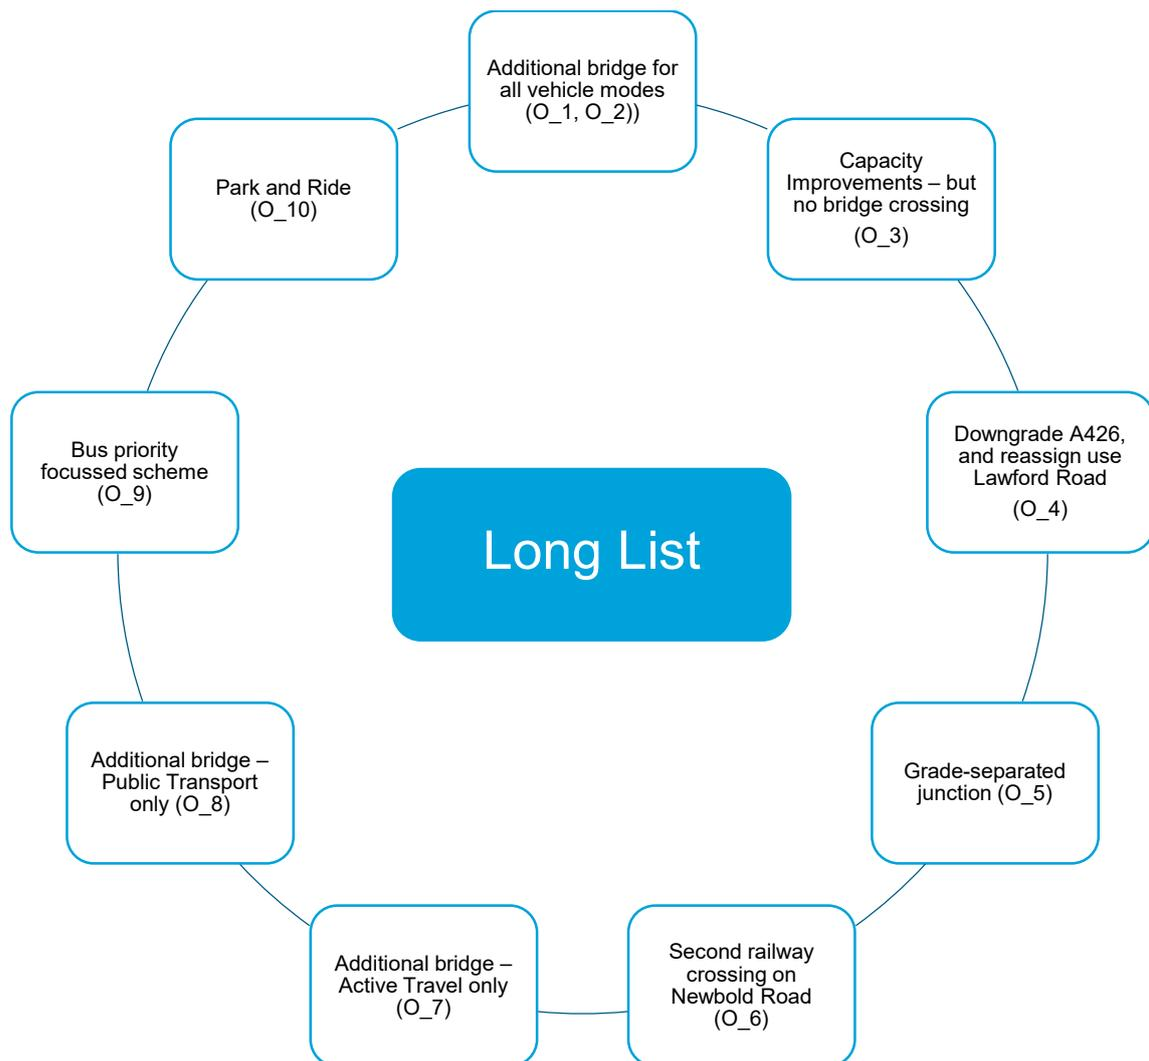 Additional bridge for
all vehicle modes
(O_1, O_2))
Capacity
Improvements – but
no bridge crossing
(O_3)
Downgrade A426,
and reassign use
Lawford Road
(O_4)
Grade-separated
junction (O_5)
Second railway
crossing on
Newbold Road
(O_6)
Additional bridge –
Active Travel only
(O_7)
Additional bridge –
Public Transport
only (O_8)
Bus priority
focussed scheme
(O_9)
Park and Ride
(O_10)
Long List